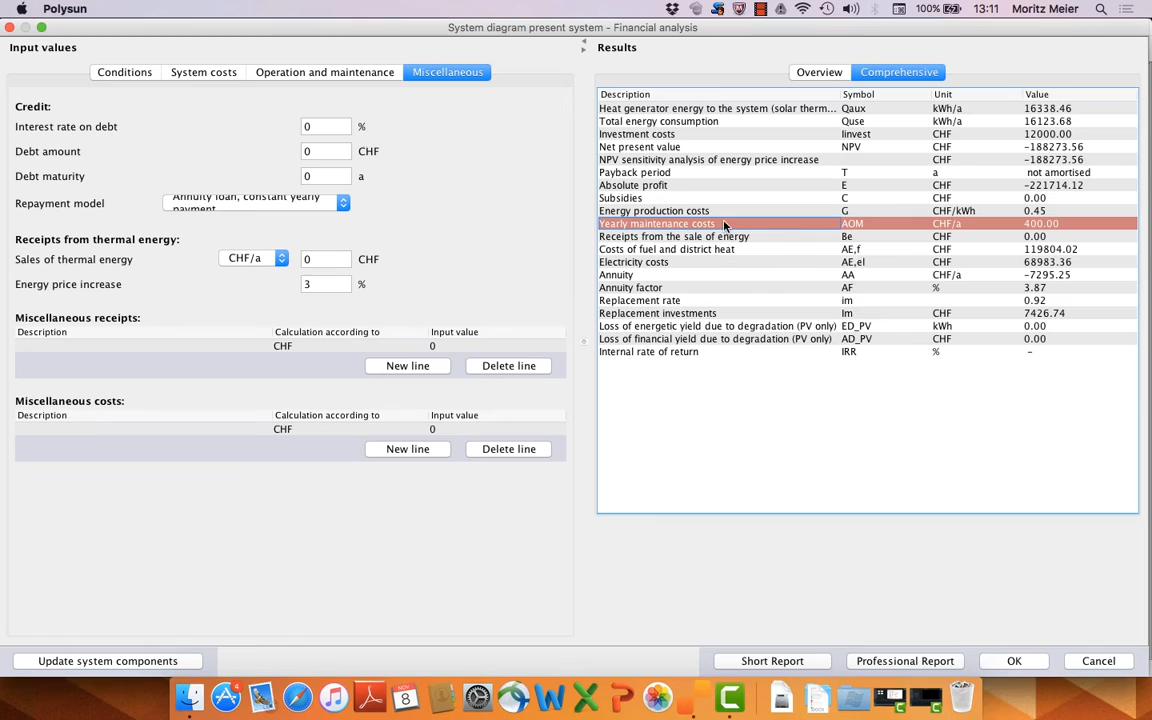 Polysun
100%
13:11
Moritz Meier
System diagram present system - Financial analysis
Input values
Conditions
System costs
Operation and maintenance
Miscellaneous
Credit:
Interest rate on debt 0 %
Debt amount 0 CHF
Debt maturity 0 a
Repayment model Annuity loan, constant yearly
payment
Receipts from thermal energy:
Sales of thermal energy CHF/a 0 CHF
Energy price increase 3 %
Miscellaneous receipts:
Description Calculation according to Input value
CHF 0
New line Delete line
Miscellaneous costs:
Description Calculation according to Input value
CHF 0
New line Delete line
Update system components
Results
Overview
Comprehensive
Description Symbol Unit Value
Heat generator energy to the system (solar therm... Qaux kWh/a 16338.46
Total energy consumption Quse kWh/a 16123.68
Investment costs Iinvest CHF 12000.00
Net present value NPV CHF -188273.56
NPV sensitivity analysis of energy price increase CHF -188273.56
Payback period T a not amortised
Absolute profit E CHF -221714.12
Subsidies C CHF 0.00
Energy production costs G CHF/kWh 0.45
Yearly maintenance costs AOM CHF/a 400.00
Receipts from the sale of energy Be CHF 0.00
Costs of fuel and district heat AE,f CHF 119804.02
Electricity costs AE,el CHF 68983.36
Annuity AA CHF/a -7295.25
Annuity factor AF % 3.87
Replacement rate im 0.92
Replacement investments Im CHF 7426.74
Loss of energetic yield due to degradation (PV only) ED_PV kWh 0.00
Loss of financial yield due to degradation (PV only) AD_PV CHF 0.00
Internal rate of return IRR % -
Short Report
Professional Report
OK
Cancel
4
NOV
8